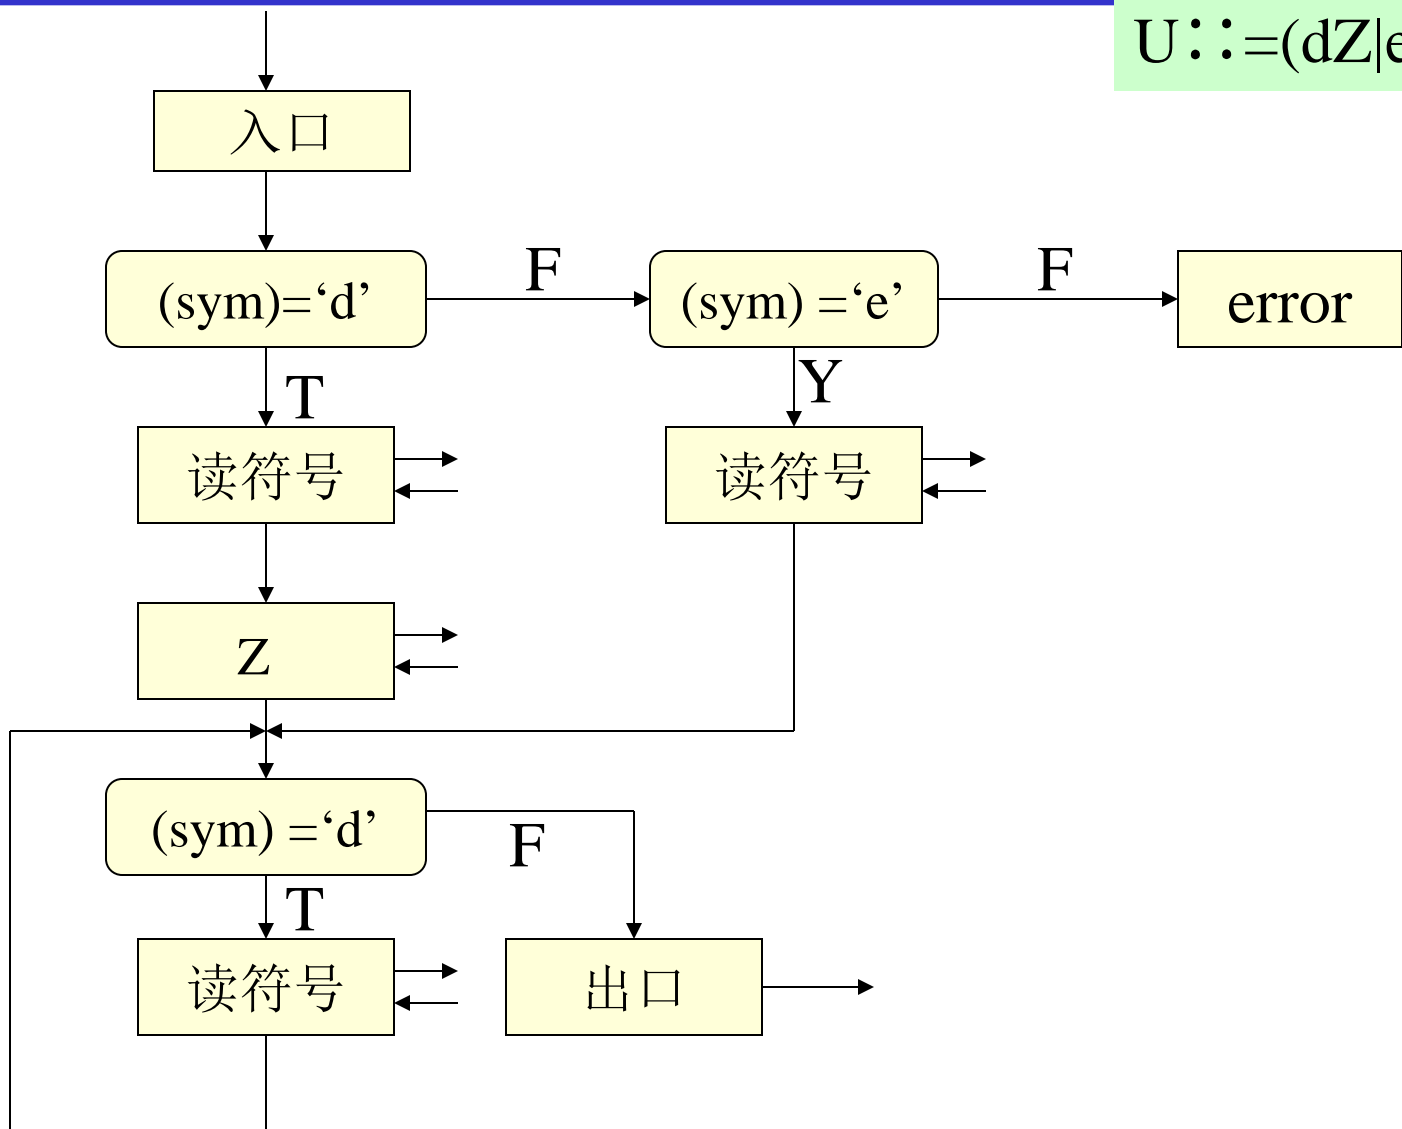 U∷=(dZ|e
入口
(sym)=‘d’
F
(sym) =‘e’
F
error
T
Y
读符号
读符号
Z
(sym) =‘d’
F
T
读符号
出口